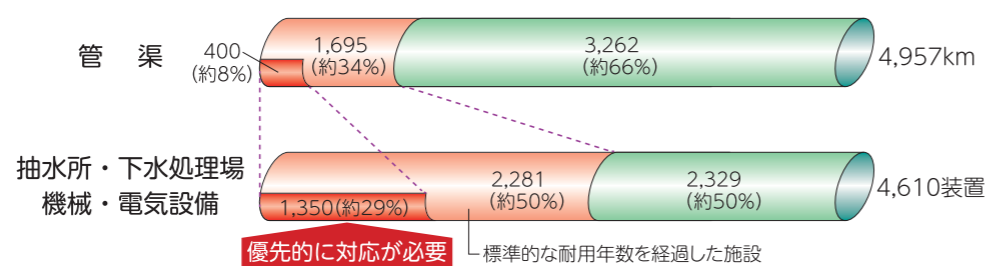 管渠
400
(約8%)
1,695
(約34%)
3,262
(約66%)
4,957km
抽水所・下水処理場
機械・電気設備
1,350(約29%)
2,281
(約50%)
2,329
(約50%)
4,610装置
優先的に対応が必要
標準的な耐用年数を経過した施設